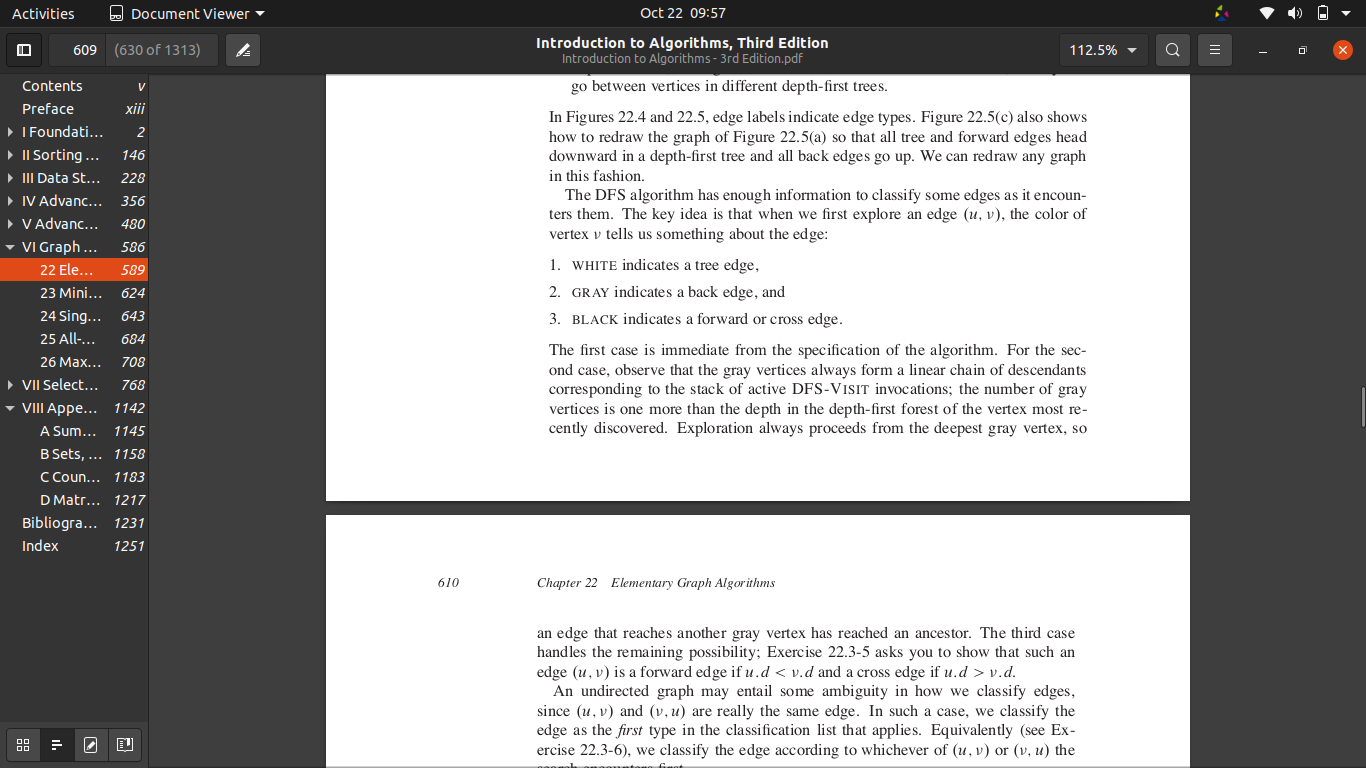 Activities
Document Viewer
Oct 22 09:57
609
(630 of 1313)
Introduction to Algorithms, Third Edition
Introduction to Algorithms - 3rd Edition.pdf
112.5%
Contents v
Preface xiii
I Foundati... 2
II Sorting ... 146
III Data St... 228
IV Advanc... 356
V Advanc... 480
VI Graph ... 586
22 Ele... 589
23 Mini... 624
24 Sing... 643
25 All-... 684
26 Max... 708
VII Select... 768
VIII Appe... 1142
A Sum... 1145
B Sets, ... 1158
C Coun... 1183
D Matr... 1217
Bibliogra... 1231
Index 1251
go between vertices in different depth-first trees.
In Figures 22.4 and 22.5, edge labels indicate edge types. Figure 22.5(c) also shows
how to redraw the graph of Figure 22.5(a) so that all tree and forward edges head
downward in a depth-first tree and all back edges go up. We can redraw any graph
in this fashion.
The DFS algorithm has enough information to classify some edges as it encoun-
ters them. The key idea is that when we first explore an edge (u, v), the color of
vertex v tells us something about the edge:
1. WHITE indicates a tree edge,
2. GRAY indicates a back edge, and
3. BLACK indicates a forward or cross edge.
The first case is immediate from the specification of the algorithm. For the sec-
ond case, observe that the gray vertices always form a linear chain of descendants
corresponding to the stack of active DFS-VISIT invocations; the number of gray
vertices is one more than the depth in the depth-first forest of the vertex most re-
cently discovered. Exploration always proceeds from the deepest gray vertex, so
610 Chapter 22 Elementary Graph Algorithms
an edge that reaches another gray vertex has reached an ancestor. The third case
handles the remaining possibility; Exercise 22.3-5 asks you to show that such an
edge (u, v) is a forward edge if u.d < v.d and a cross edge if u.d > v.d.
An undirected graph may entail some ambiguity in how we classify edges,
since (u, v) and (v, u) are really the same edge. In such a case, we classify the
edge as the first type in the classification list that applies. Equivalently (see Ex-
ercise 22.3-6), we classify the edge according to whichever of (u, v) or (v, u) the
search encounters first.